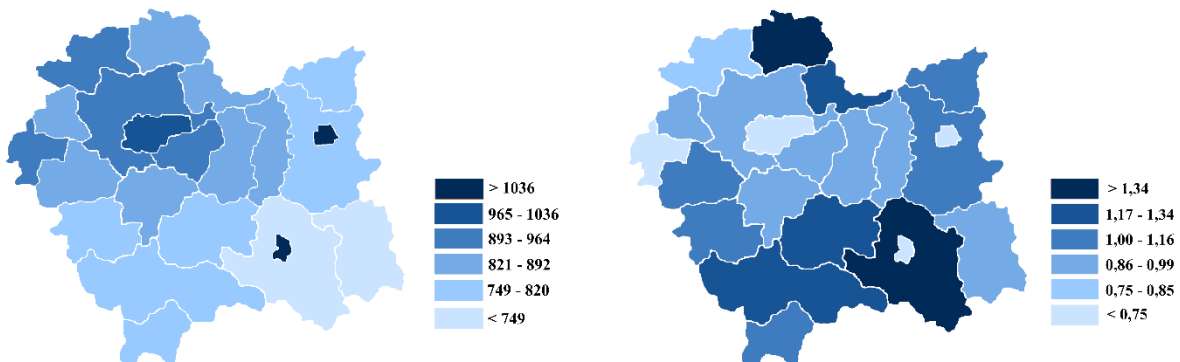 > 1036
965 - 1036
893 - 964
821 - 892
749 - 820
< 749
> 1,34
1,17 - 1,34
1,00 - 1,16
0,86 - 0,99
0,75 - 0,85
< 0,75